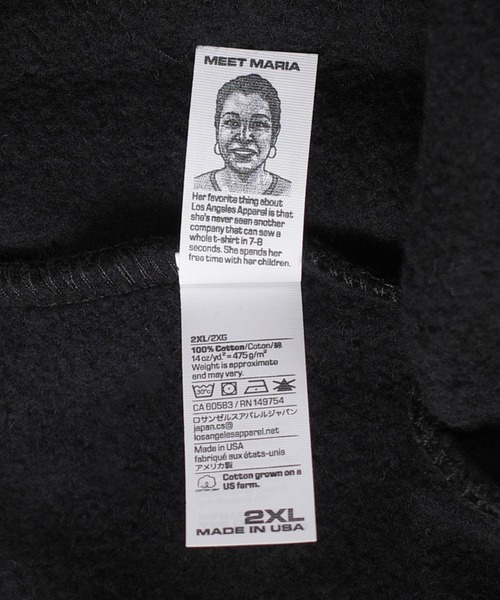 MEET MARIA
Her favorite thing about
Los Angeles Apparel is that
she's never seen another
company that can sew a
whole t-shirt in 7-8
seconds. She spends her
free time with her children.
2XL/2XG
100% Cotton/Coton/綿
14 oz/yd.² = 475 g/m²
Weight is approximate
and may vary.
30°C
CA 60583 / RN 149754
ロサンゼルスアパレルジャパン
japan.cs@
losangelesapparel.net
Made in USA
fabriqué aux états-unis
アメリカ製
Cotton grown on a
US farm.
2XL
MADE IN USA